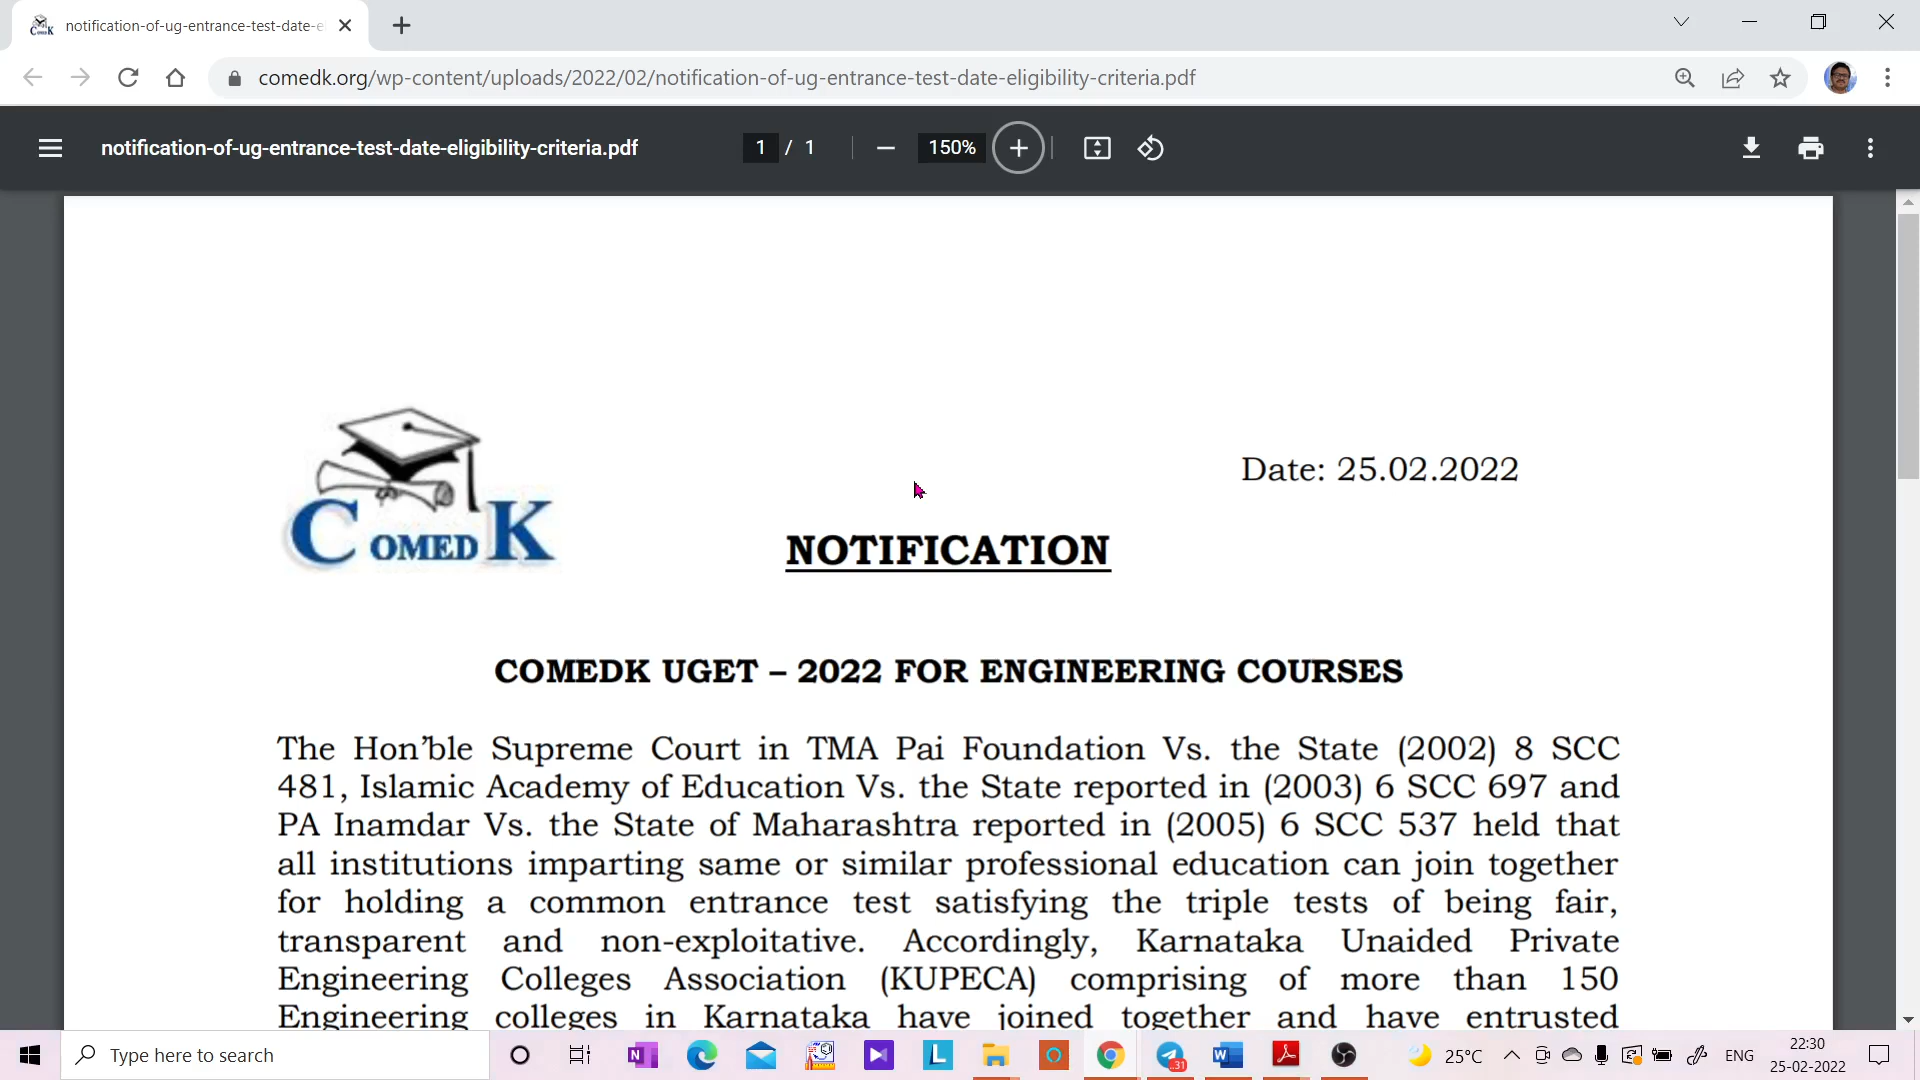 notification-of-ug-entrance-test-date-e
comedk.org/wp-content/uploads/2022/02/notification-of-ug-entrance-test-date-eligibility-criteria.pdf
notification-of-ug-entrance-test-date-eligibility-criteria.pdf
1 / 1
150%
COMEDK
Date: 25.02.2022
NOTIFICATION
COMEDK UGET – 2022 FOR ENGINEERING COURSES
The Hon’ble Supreme Court in TMA Pai Foundation Vs. the State (2002) 8 SCC
481, Islamic Academy of Education Vs. the State reported in (2003) 6 SCC 697 and
PA Inamdar Vs. the State of Maharashtra reported in (2005) 6 SCC 537 held that
all institutions imparting same or similar professional education can join together
for holding a common entrance test satisfying the triple tests of being fair,
transparent and non-exploitative. Accordingly, Karnataka Unaided Private
Engineering Colleges Association (KUPECA) comprising of more than 150
Engineering colleges in Karnataka have joined together and have entrusted
Type here to search
N
L
31
W
25°C
ENG
22:30
25-02-2022